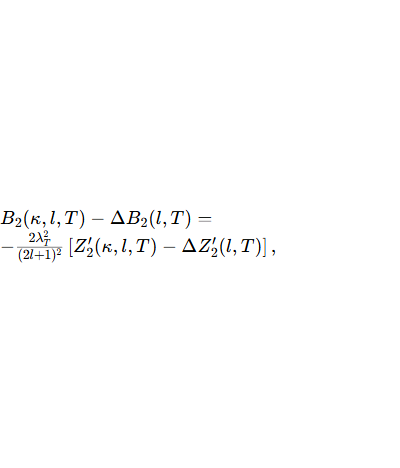 $B_2(\kappa, l, T) - \Delta B_2(l, T) =$
$-\frac{2\lambda_T^2}{(2l+1)^2} \left[ Z_2'(\kappa, l, T) - \Delta Z_2'(l, T) \right],$